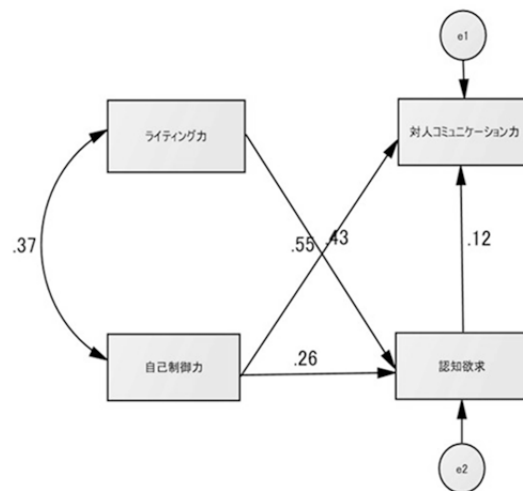 e1
ライティング力
対人コミュニケーション力
.37
.55
.43
.12
自己制御力
.26
認知欲求
e2